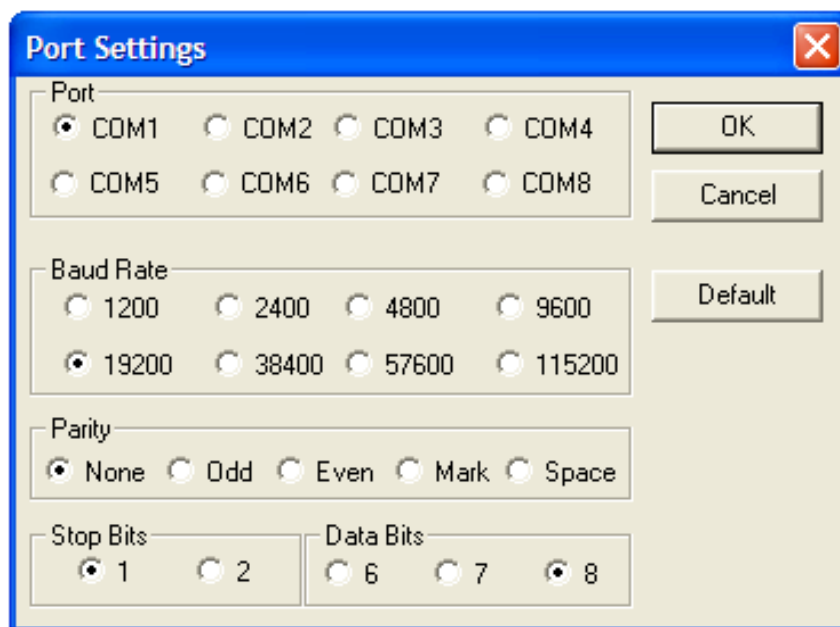 Port Settings
Port
COM1 COM2 COM3 COM4
COM5 COM6 COM7 COM8
OK
Cancel
Baud Rate
1200 2400 4800 9600
19200 38400 57600 115200
Default
Parity
None Odd Even Mark Space
Stop Bits
1 2
Data Bits
6 7 8